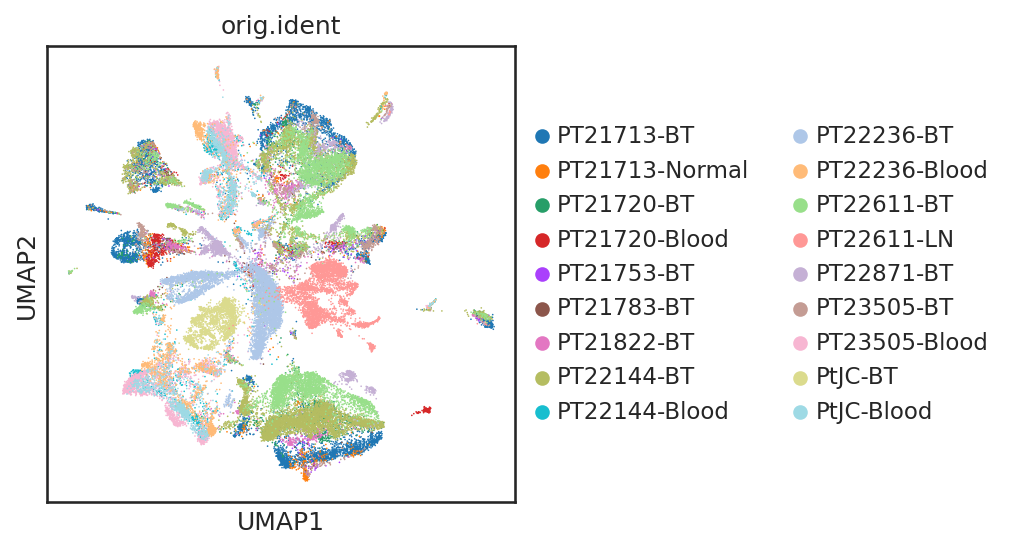 orig.ident
UMAP2
UMAP1
PT21713-BT
PT21713-Normal
PT21720-BT
PT21720-Blood
PT21753-BT
PT21783-BT
PT21822-BT
PT22144-BT
PT22144-Blood
PT22236-BT
PT22236-Blood
PT22611-BT
PT22611-LN
PT22871-BT
PT23505-BT
PT23505-Blood
PtJC-BT
PtJC-Blood